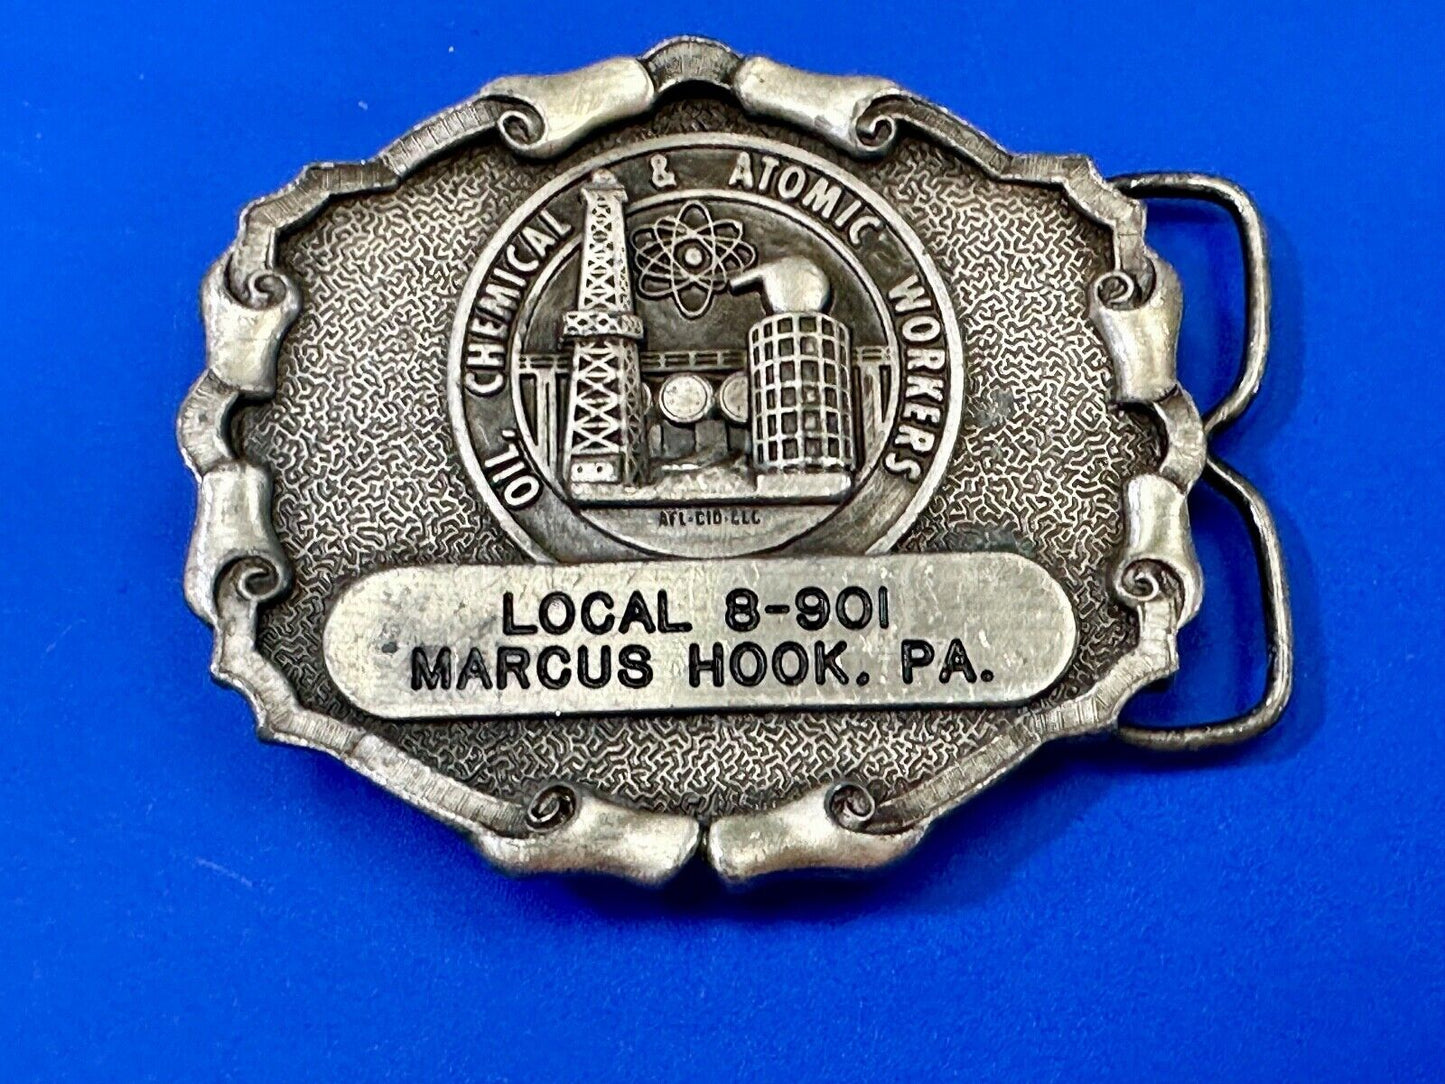 OIL, CHEMICAL & ATOMIC WORKERS
AFL-CIO-CLC
LOCAL 8-901
MARCUS HOOK. PA.